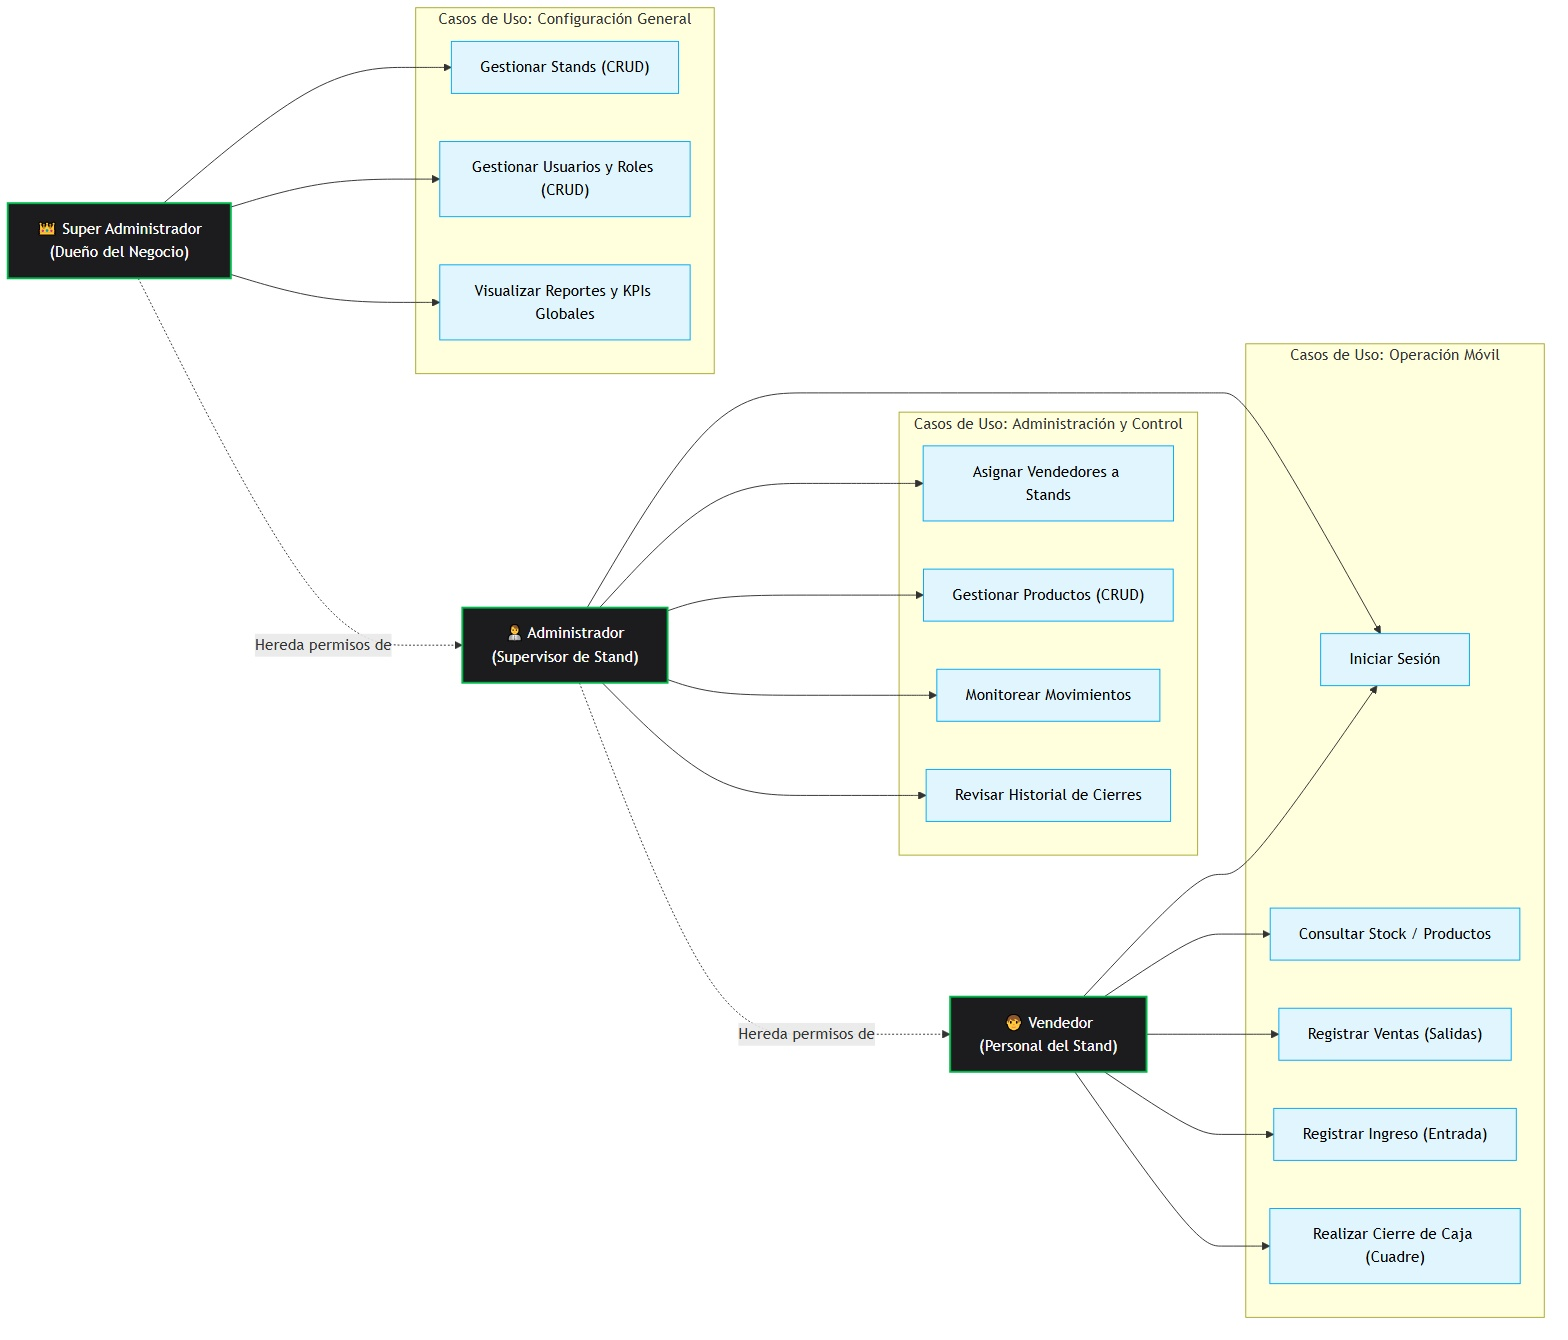 Casos de Uso: Configuración General
Gestionar Stands (CRUD)
Gestionar Usuarios y Roles
(CRUD)
Visualizar Reportes y KPIs
Globales
👑 Super Administrador
(Dueño del Negocio)
Hereda permisos de
👩‍💼 Administrador
(Supervisor de Stand)
Casos de Uso: Administración y Control
Asignar Vendedores a
Stands
Gestionar Productos (CRUD)
Monitorear Movimientos
Revisar Historial de Cierres
Hereda permisos de
🧑 Vendedor
(Personal del Stand)
Casos de Uso: Operación Móvil
Iniciar Sesión
Consultar Stock / Productos
Registrar Ventas (Salidas)
Registrar Ingreso (Entrada)
Realizar Cierre de Caja
(Cuadre)